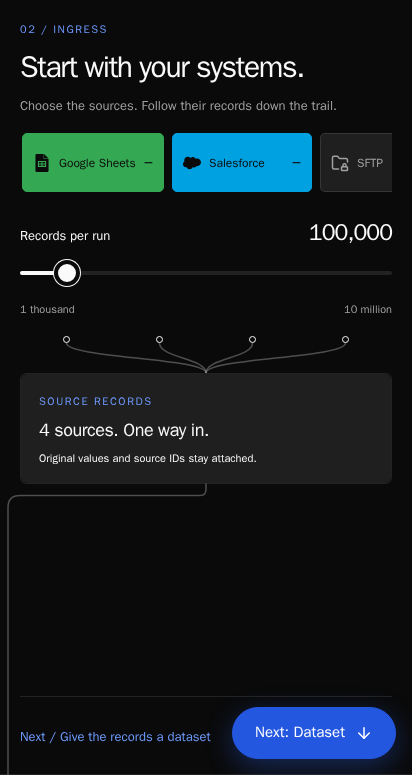 02 / INGRESS
Start with your systems.
Choose the sources. Follow their records down the trail.
Google Sheets –
Salesforce –
SFTP
Records per run
100,000
1 thousand
10 million
SOURCE RECORDS
4 sources. One way in.
Original values and source IDs stay attached.
Next / Give the records a dataset
Next: Dataset ↓